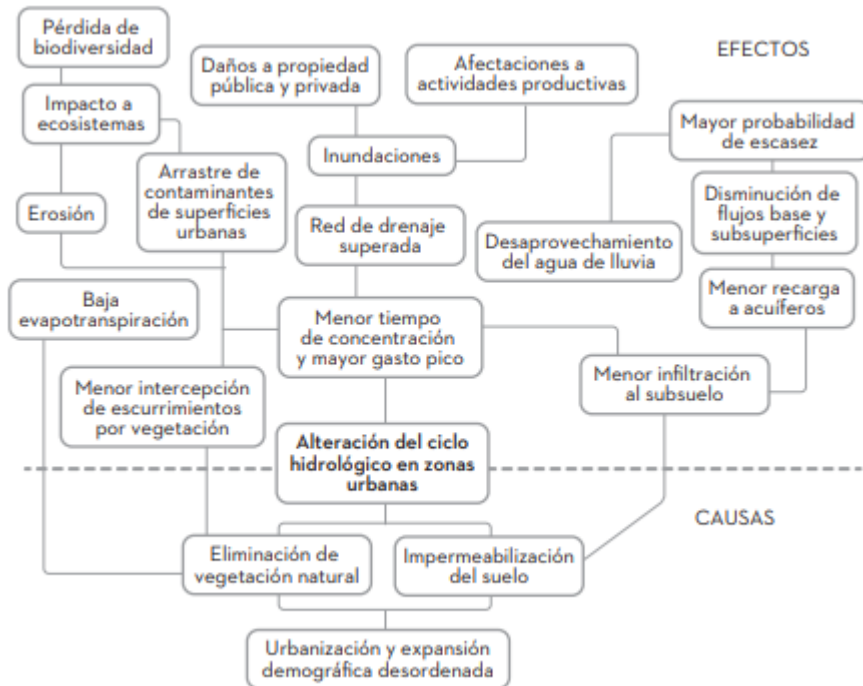 Pérdida de
biodiversidad
Daños a propiedad
pública y privada
Afectaciones a
actividades productivas
EFECTOS
Impacto a
ecosistemas
Mayor probabilidad
de escasez
Inundaciones
Arrastre de
contaminantes
de superficies
urbanas
Erosión
Disminución de
flujos base y
subsuperficies
Red de drenaje
superada
Desaprovechamiento
del agua de lluvia
Baja
evapotranspiración
Menor recarga
a acuíferos
Menor tiempo
de concentración
y mayor gasto pico
Menor intercepción
de escurrimientos
por vegetación
Menor infiltración
al subsuelo
Alteración del ciclo
hidrológico en zonas
urbanas
CAUSAS
Eliminación de
vegetación natural
Impermeabilización
del suelo
Urbanización y expansión
demográfica desordenada